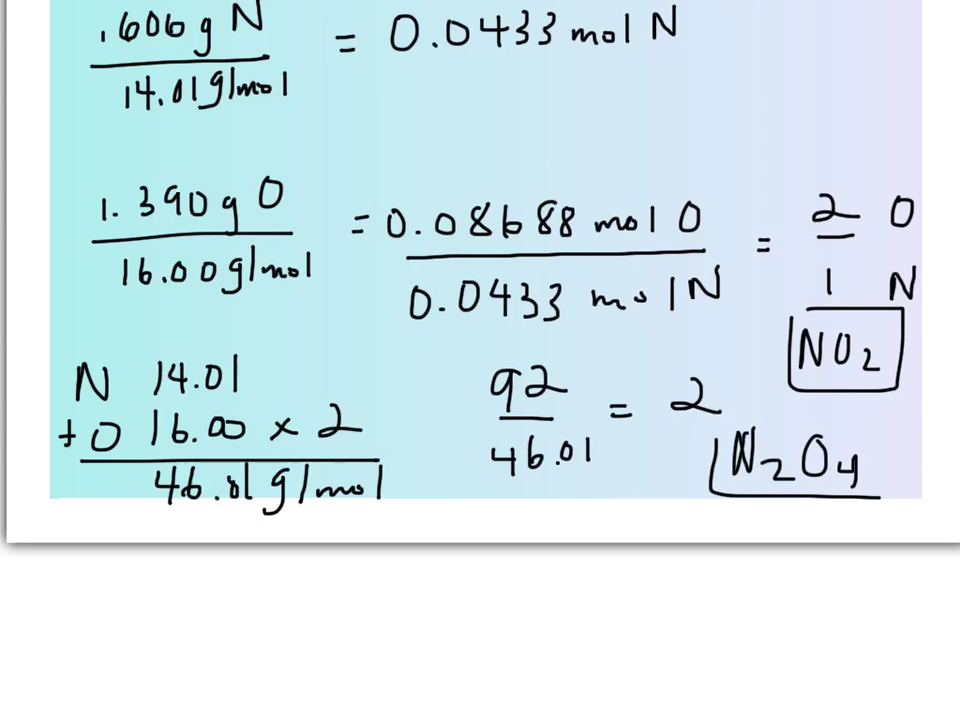 .606 g N
14.01 g/mol
= 0.0433 mol N
1.390 g O
16.00 g/mol
= 0.08688 mol O
0.0433 mol N
= 2 O
1 N
NO2
N 14.01
+ O 16.00 x 2
46.01 g/mol
92
46.01
= 2
N2O4